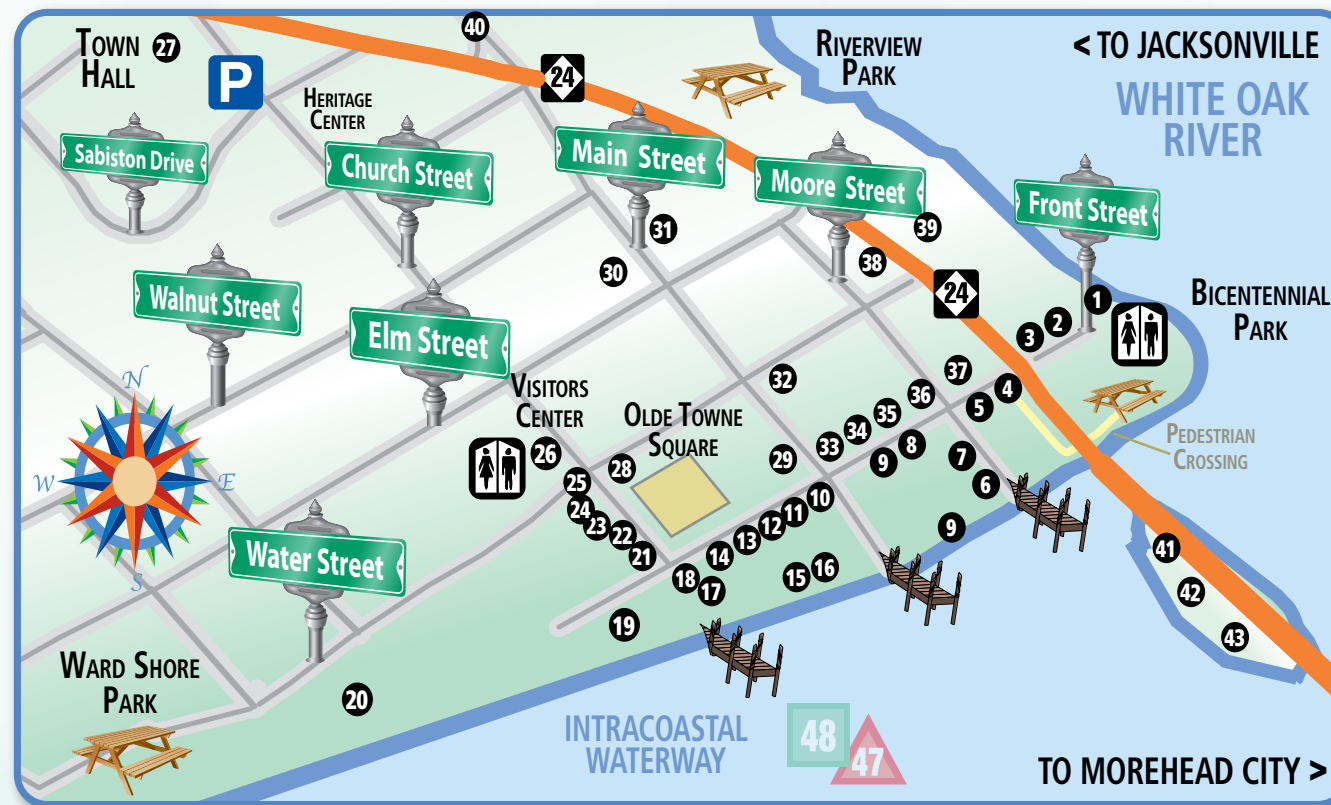 TOWN
HALL
27
P
HERITAGE
CENTER
40
24
RIVERVIEW
PARK
< TO JACKSONVILLE
WHITE OAK
RIVER
Sabiston Drive
Church Street
Main Street
Moore Street
Front Street
39
31
30
38
24
1
2
3
BICENTENNIAL
PARK
Walnut Street
Elm Street
N
W
E
S
VISITORS
CENTER
26
25
24
23
22
21
28
OLDE TOWNE
SQUARE
32
29
33
34
35
36
37
4
5
8
9
7
6
PEDESTRIAN
CROSSING
10
11
12
13
14
9
15
16
18
17
19
41
42
43
Water Street
WARD SHORE
PARK
20
INTRACOASTAL
WATERWAY
48
47
TO MOREHEAD CITY >